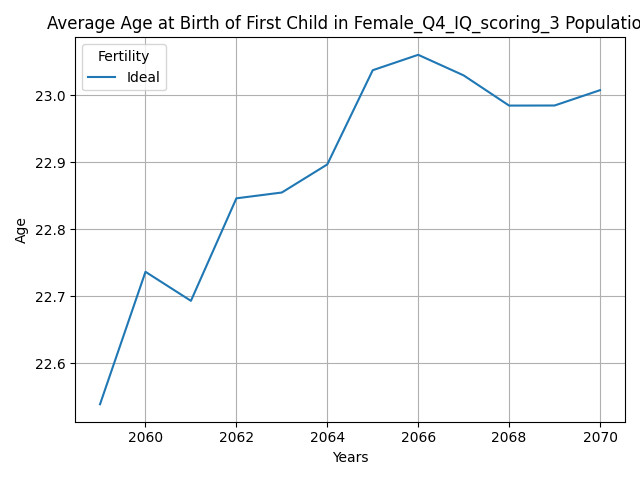 Average Age at Birth of First Child in Female_Q4_IQ_scoring_3 Populatio
Fertility
Ideal
23.0
22.9
22.8
22.7
22.6
Age
2060 2062 2064 2066 2068 2070
Years